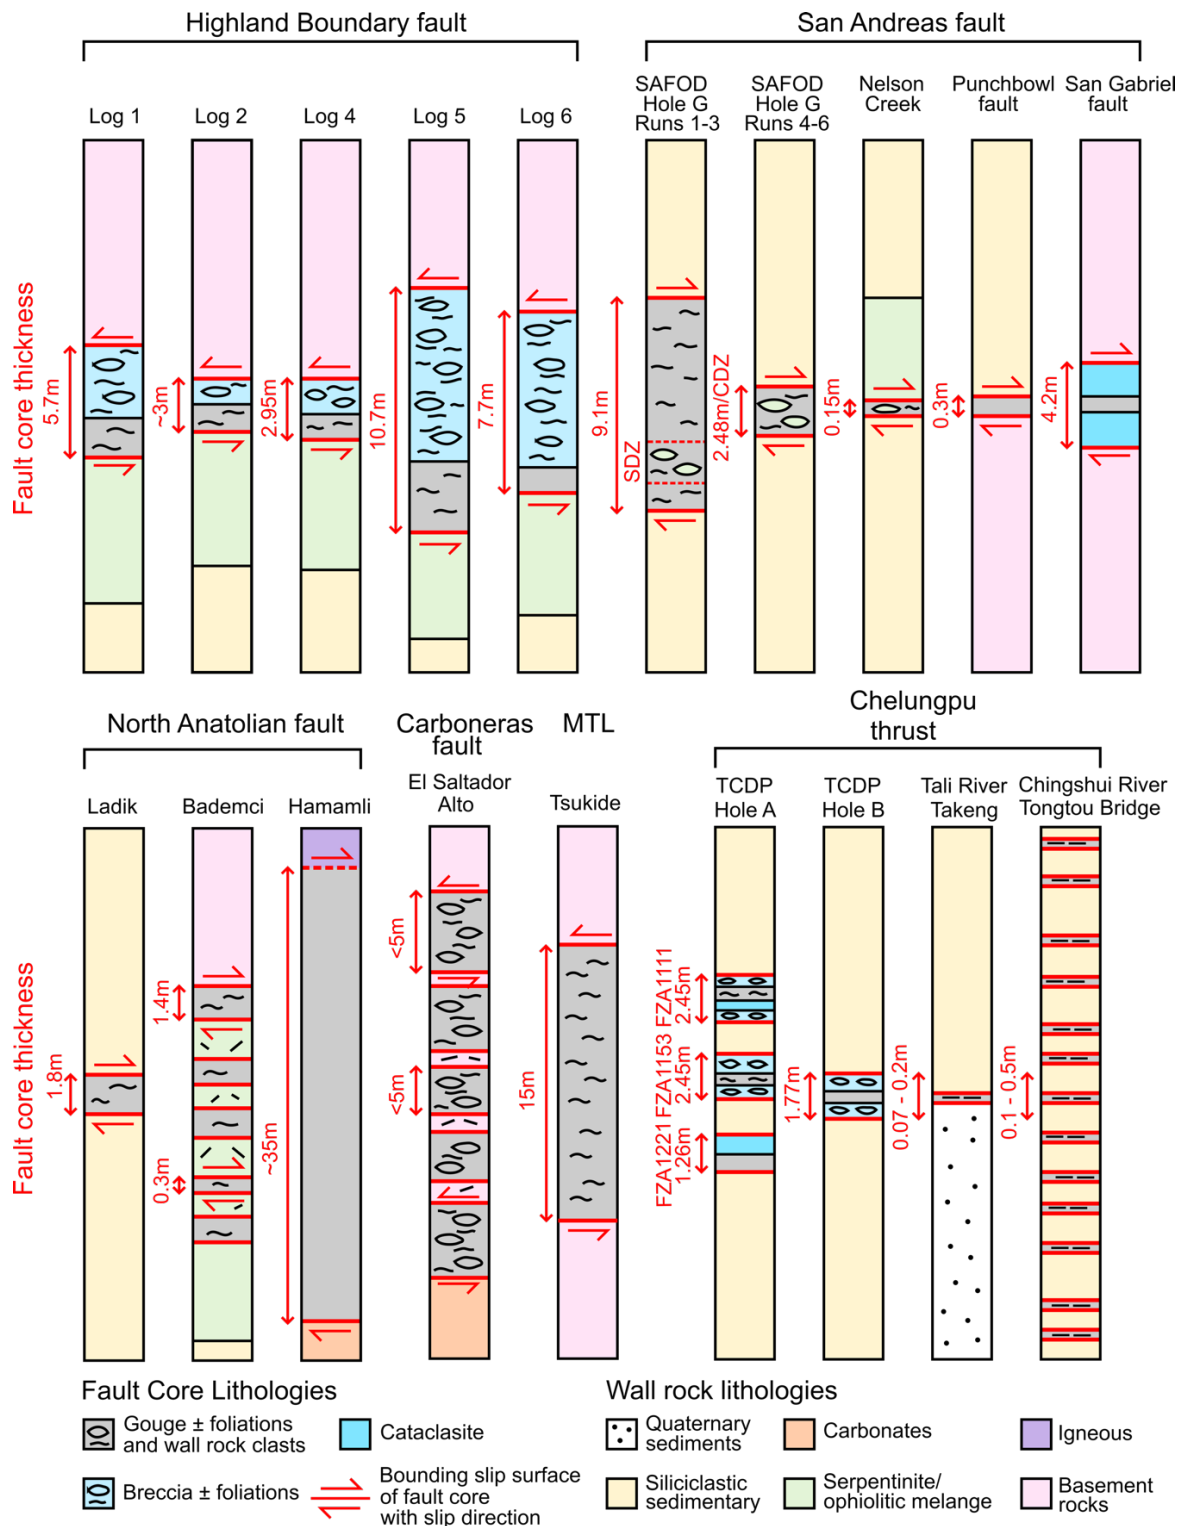 Highland Boundary fault
San Andreas fault
Log 1
Log 2
Log 4
Log 5
Log 6
SAFOD
Hole G
Runs 1-3
SAFOD
Hole G
Runs 4-6
Nelson
Creek
Punchbowl
fault
San Gabriel
fault
Fault core thickness
5.7m
~3m
2.95m
10.7m
7.7m
9.1m
SDZ
2.48m/CDZ
0.15m
0.3m
4.2m
North Anatolian fault
Carboneras
fault
MTL
Chelungpu
thrust
Ladik
Bademci
Hamamli
El Saltador
Alto
Tsukide
TCDP
Hole A
TCDP
Hole B
Tali River
Takeng
Chingshui River
Tongtou Bridge
Fault core thickness
1.8m
1.4m
0.3m
~35m
<5m
<5m
15m
FZA1111
2.45m
FZA1153
2.45m
FZA1221
1.26m
1.77m
0.07 - 0.2m
0.1 - 0.5m
Fault Core Lithologies
Gouge ± foliations
and wall rock clasts
Cataclasite
Breccia ± foliations
Bounding slip surface
of fault core
with slip direction
Wall rock lithologies
Quaternary
sediments
Carbonates
Igneous
Siliciclastic
sedimentary
Serpentinite/
ophiolitic melange
Basement
rocks